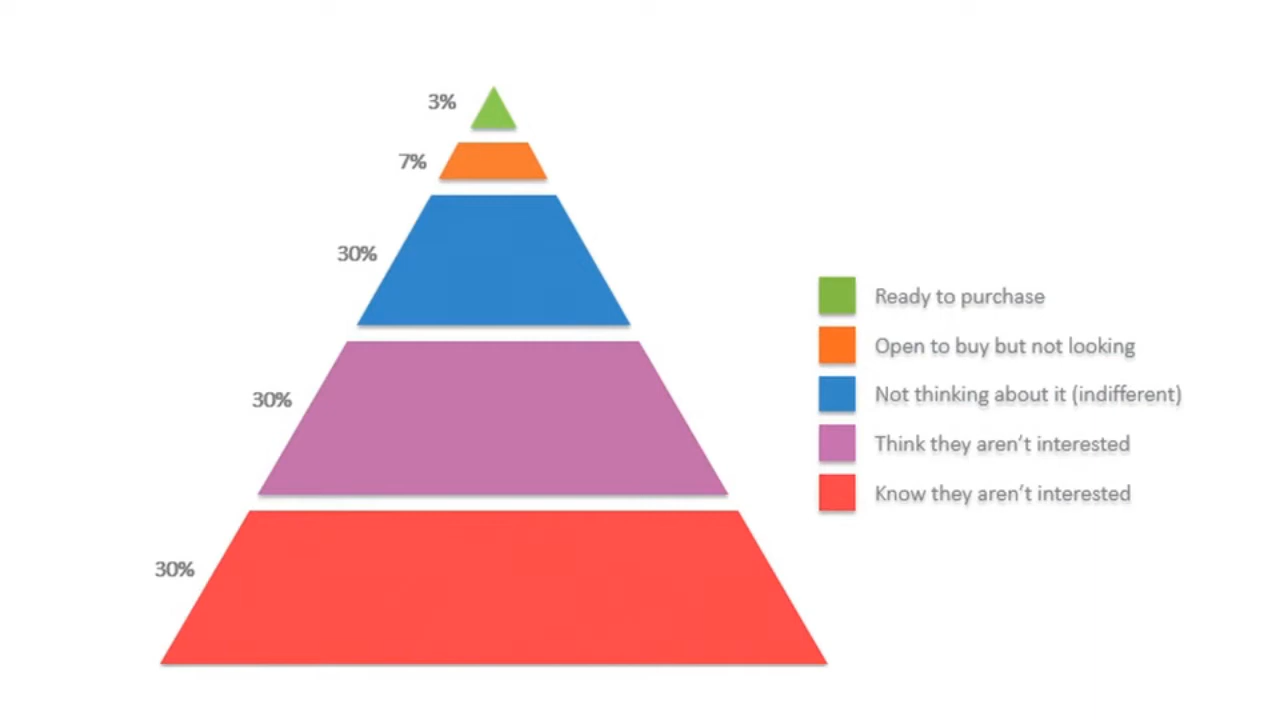 3%
7%
30%
30%
30%
Ready to purchase
Open to buy but not looking
Not thinking about it (indifferent)
Think they aren’t interested
Know they aren’t interested